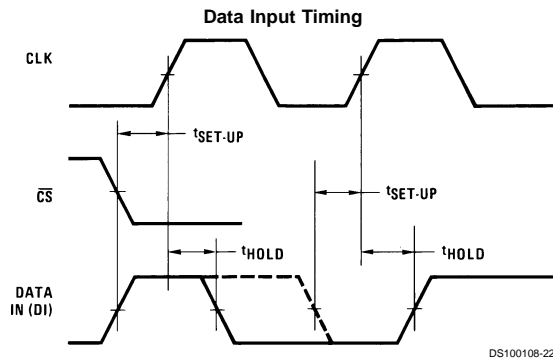 Data Input Timing
CLK
tSET-UP
CS
tSET-UP
tHOLD
tHOLD
DATA
IN (DI)
DS100108-22